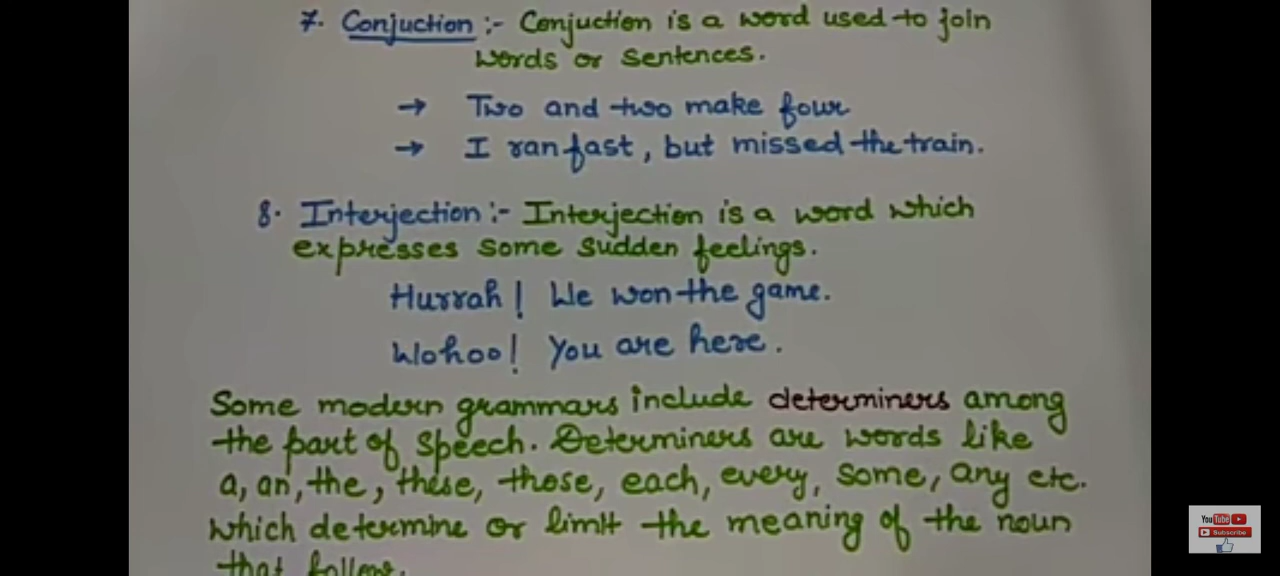 7. Conjuction :- Conjuction is a word used to join
words or sentences.
→ Two and two make four
→ I ran fast, but missed the train.
8. Interjection :- Interjection is a word which
expresses some sudden feelings.
Hurrah! We won the game.
Wohoo! You are here.
Some modern grammars include determiners among
the part of speech. Determiners are words like
a, an, the, these, those, each, every, some, any etc.
which determine or limit the meaning of the noun
that follow.
YouTube
Subscribe